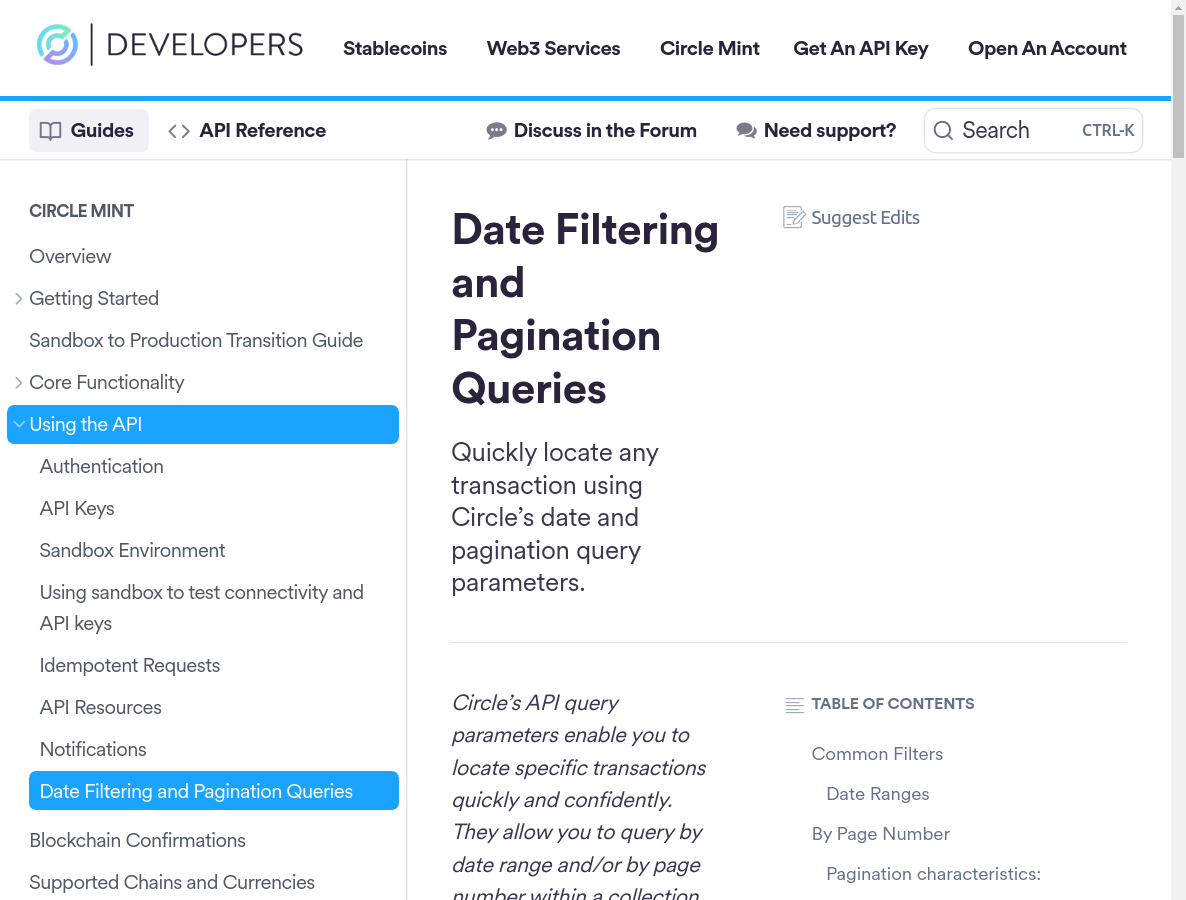 DEVELOPERS
Stablecoins
Web3 Services
Circle Mint
Get An API Key
Open An Account
Guides
API Reference
Discuss in the Forum
Need support?
Search
CTRL-K
CIRCLE MINT
Overview
Getting Started
Sandbox to Production Transition Guide
Core Functionality
Using the API
Authentication
API Keys
Sandbox Environment
Using sandbox to test connectivity and
API keys
Idempotent Requests
API Resources
Notifications
Date Filtering and Pagination Queries
Blockchain Confirmations
Supported Chains and Currencies
Date Filtering
and
Pagination
Queries
Suggest Edits
Quickly locate any
transaction using
Circle’s date and
pagination query
parameters.
Circle’s API query
parameters enable you to
locate specific transactions
quickly and confidently.
They allow you to query by
date range and/or by page
number within a collection
TABLE OF CONTENTS
Common Filters
Date Ranges
By Page Number
Pagination characteristics: